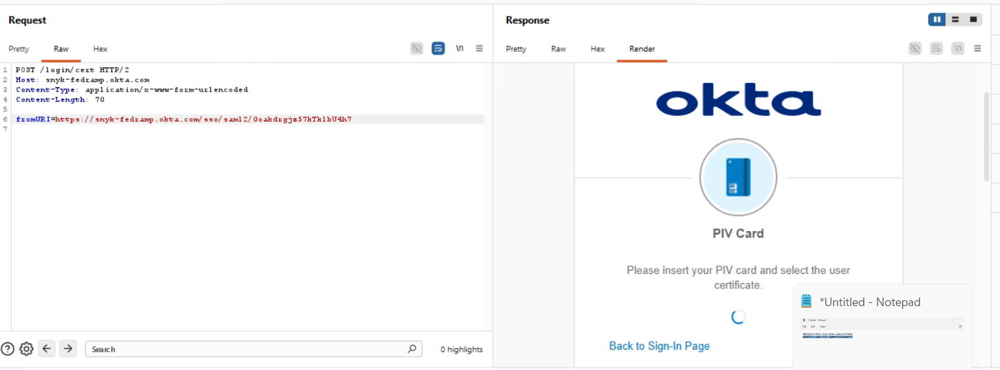 Request
Response
Pretty
Raw
Hex
\n
Pretty
Raw
Hex
Render
\n
1 POST /login/cert HTTP/2
2 Host: snyk-fedramp.okta.com
3 Content-Type: application/x-www-form-urlencoded
4 Content-Length: 70
5
6 fromURI=https://snyk-fedramp.okta.com/sso/saml2/0oakdrgjs57kTk1bU4h7
7
okta
PIV Card
Please insert your PIV card and select the user
certificate.
Back to Sign-In Page
*Untitled - Notepad
Search
0 highlights